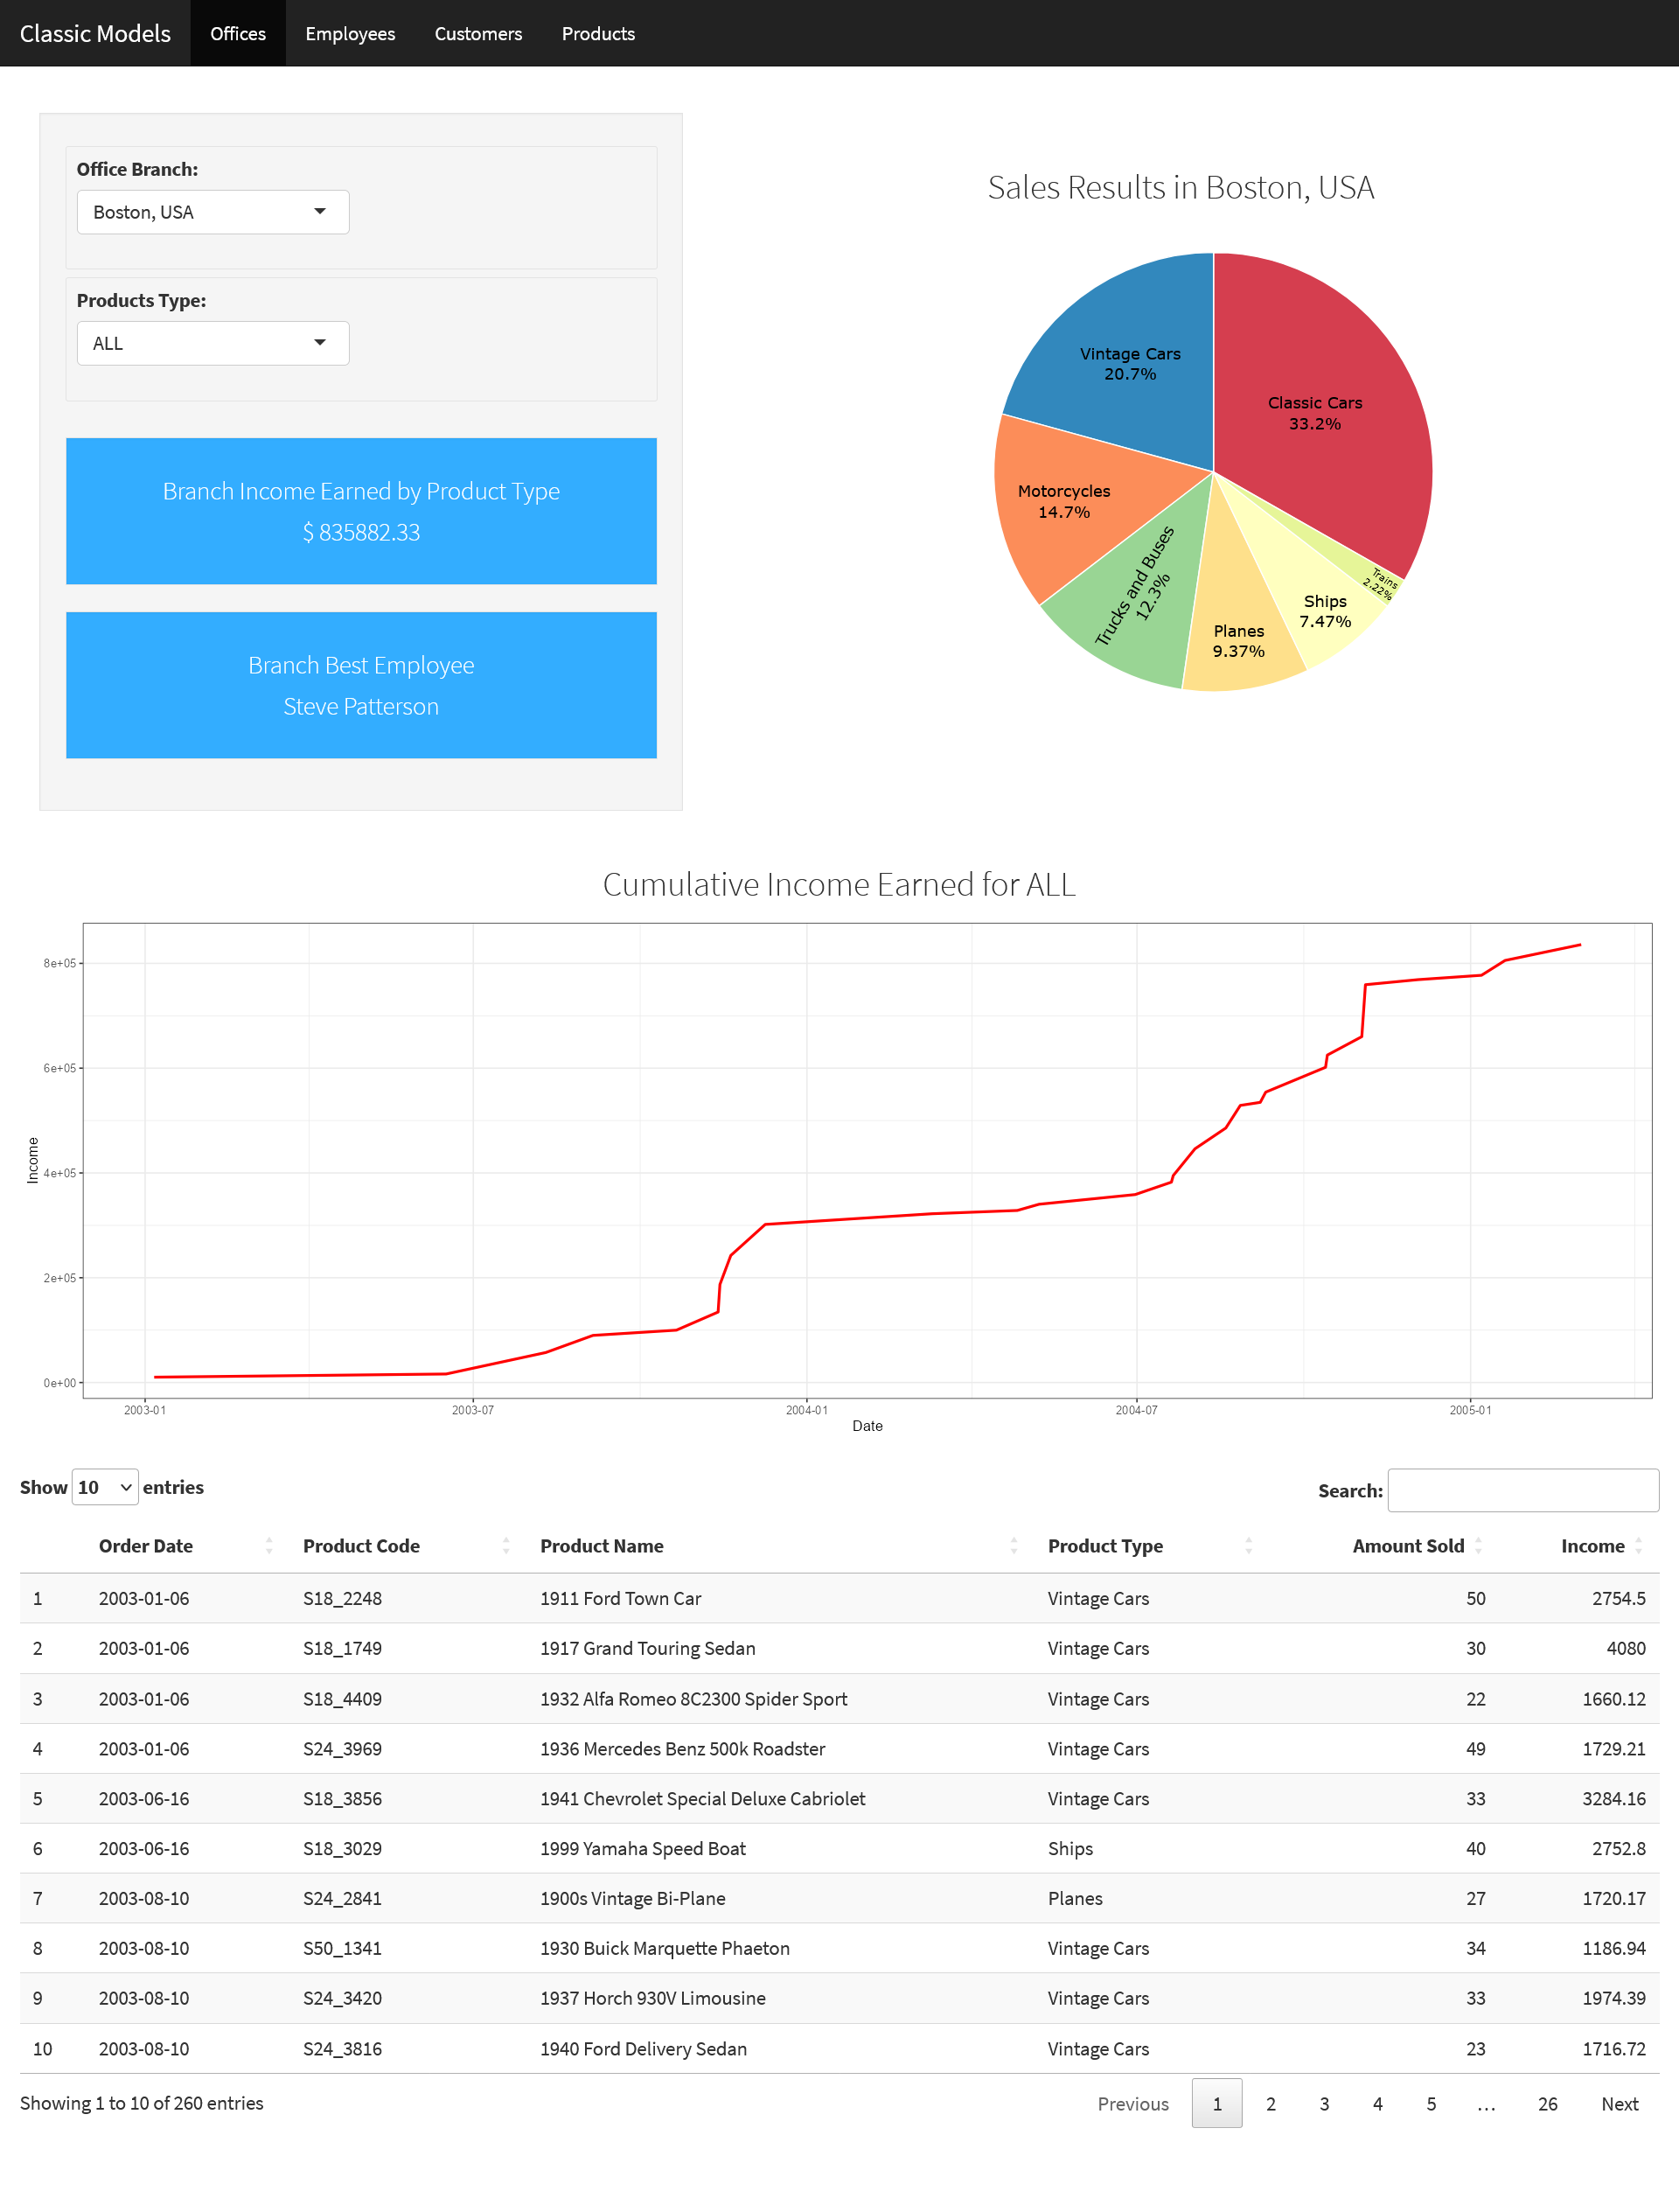 Classic Models Offices Employees Customers Products
Office Branch:
Boston, USA
Products Type:
ALL
Branch Income Earned by Product Type
$ 835882.33
Branch Best Employee
Steve Patterson
Sales Results in Boston, USA
Vintage Cars
20.7%
Classic Cars
33.2%
Motorcycles
14.7%
Trucks and Buses
12.3%
Planes
9.37%
Ships
7.47%
Trains
2.22%
Cumulative Income Earned for ALL
8e+05
6e+05
4e+05
2e+05
0e+00
Income
2003-01 2003-07 2004-01 2004-07 2005-01
Date
Show 10 entries
Search:
Order Date Product Code Product Name Product Type Amount Sold Income
1 2003-01-06 S18_2248 1911 Ford Town Car Vintage Cars 50 2754.5
2 2003-01-06 S18_1749 1917 Grand Touring Sedan Vintage Cars 30 4080
3 2003-01-06 S18_4409 1932 Alfa Romeo 8C2300 Spider Sport Vintage Cars 22 1660.12
4 2003-01-06 S24_3969 1936 Mercedes Benz 500k Roadster Vintage Cars 49 1729.21
5 2003-06-16 S18_3856 1941 Chevrolet Special Deluxe Cabriolet Vintage Cars 33 3284.16
6 2003-06-16 S18_3029 1999 Yamaha Speed Boat Ships 40 2752.8
7 2003-08-10 S24_2841 1900s Vintage Bi-Plane Planes 27 1720.17
8 2003-08-10 S50_1341 1930 Buick Marquette Phaeton Vintage Cars 34 1186.94
9 2003-08-10 S24_3420 1937 Horch 930V Limousine Vintage Cars 33 1974.39
10 2003-08-10 S24_3816 1940 Ford Delivery Sedan Vintage Cars 23 1716.72
Showing 1 to 10 of 260 entries
Previous 1 2 3 4 5 … 26 Next